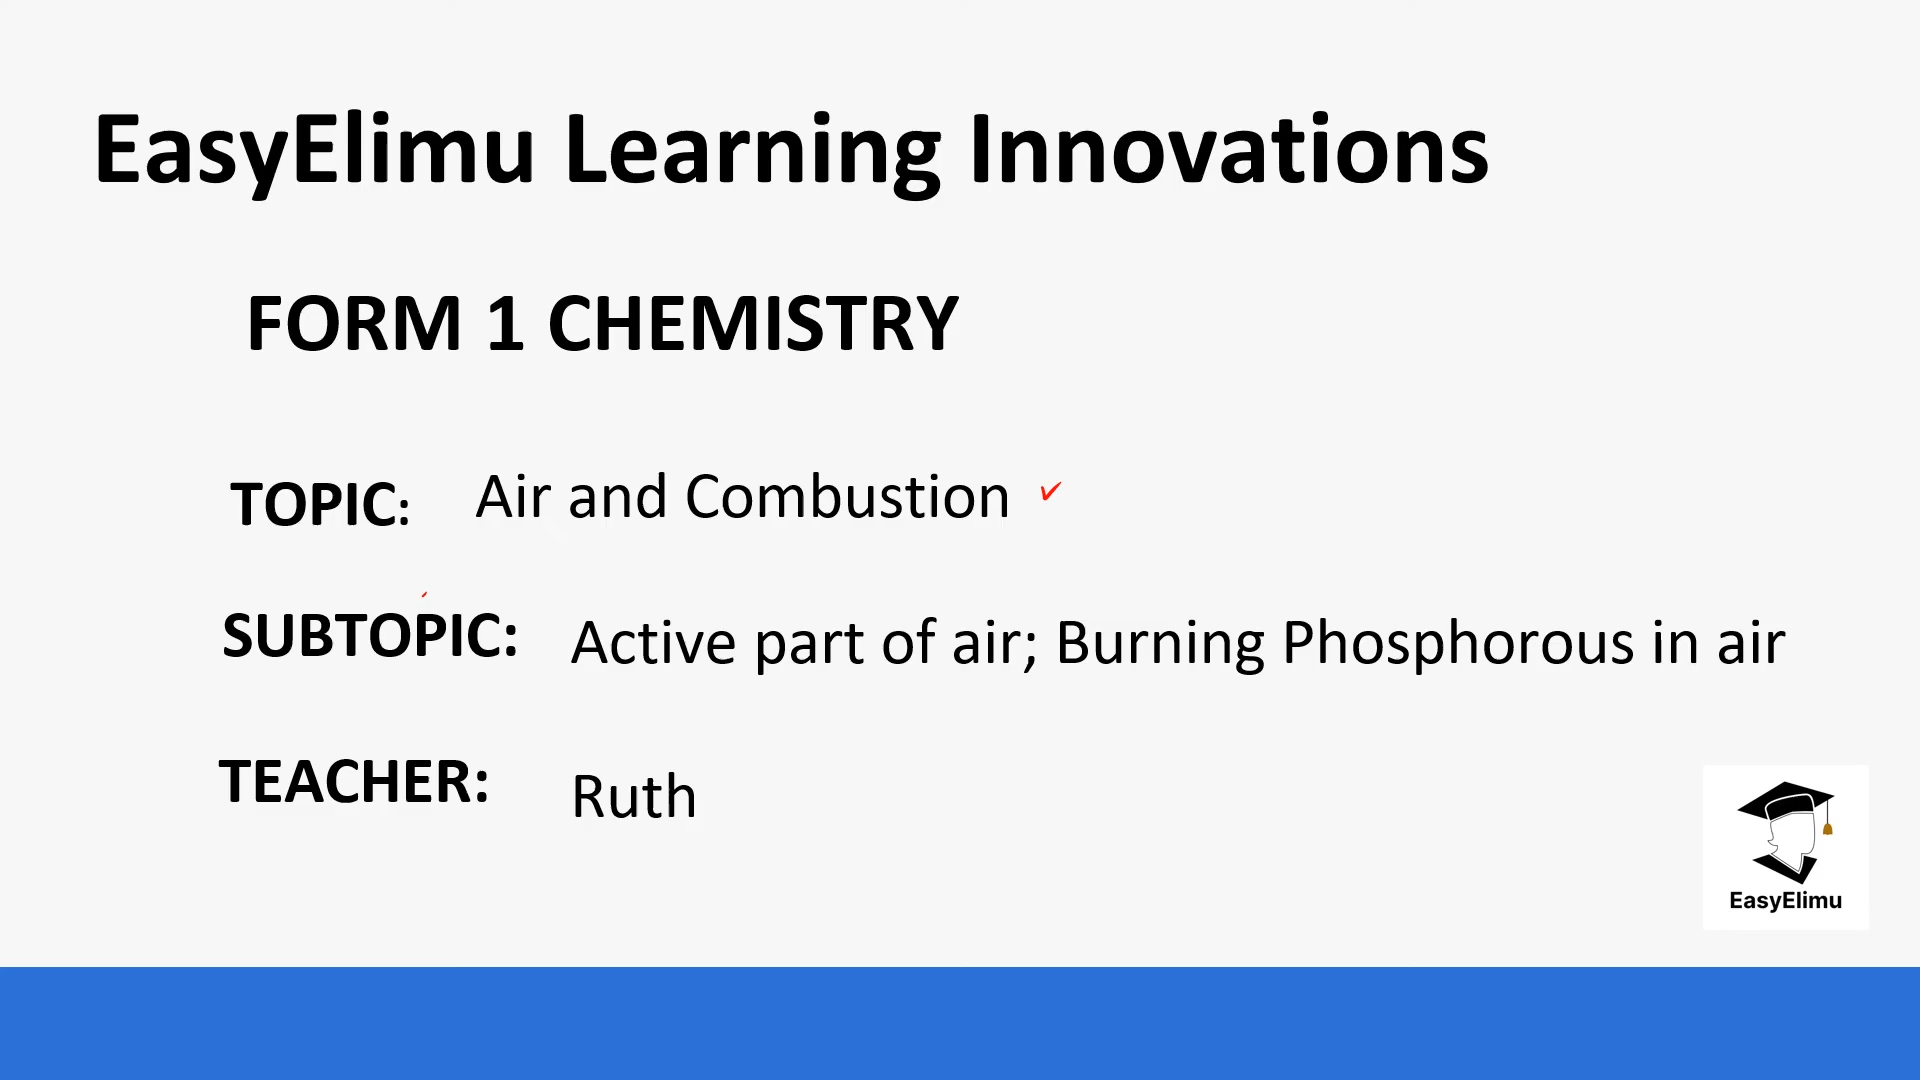 EasyElimu Learning Innovations
FORM 1 CHEMISTRY
TOPIC: Air and Combustion
SUBTOPIC: Active part of air; Burning Phosphorous in air
TEACHER: Ruth
EasyElimu